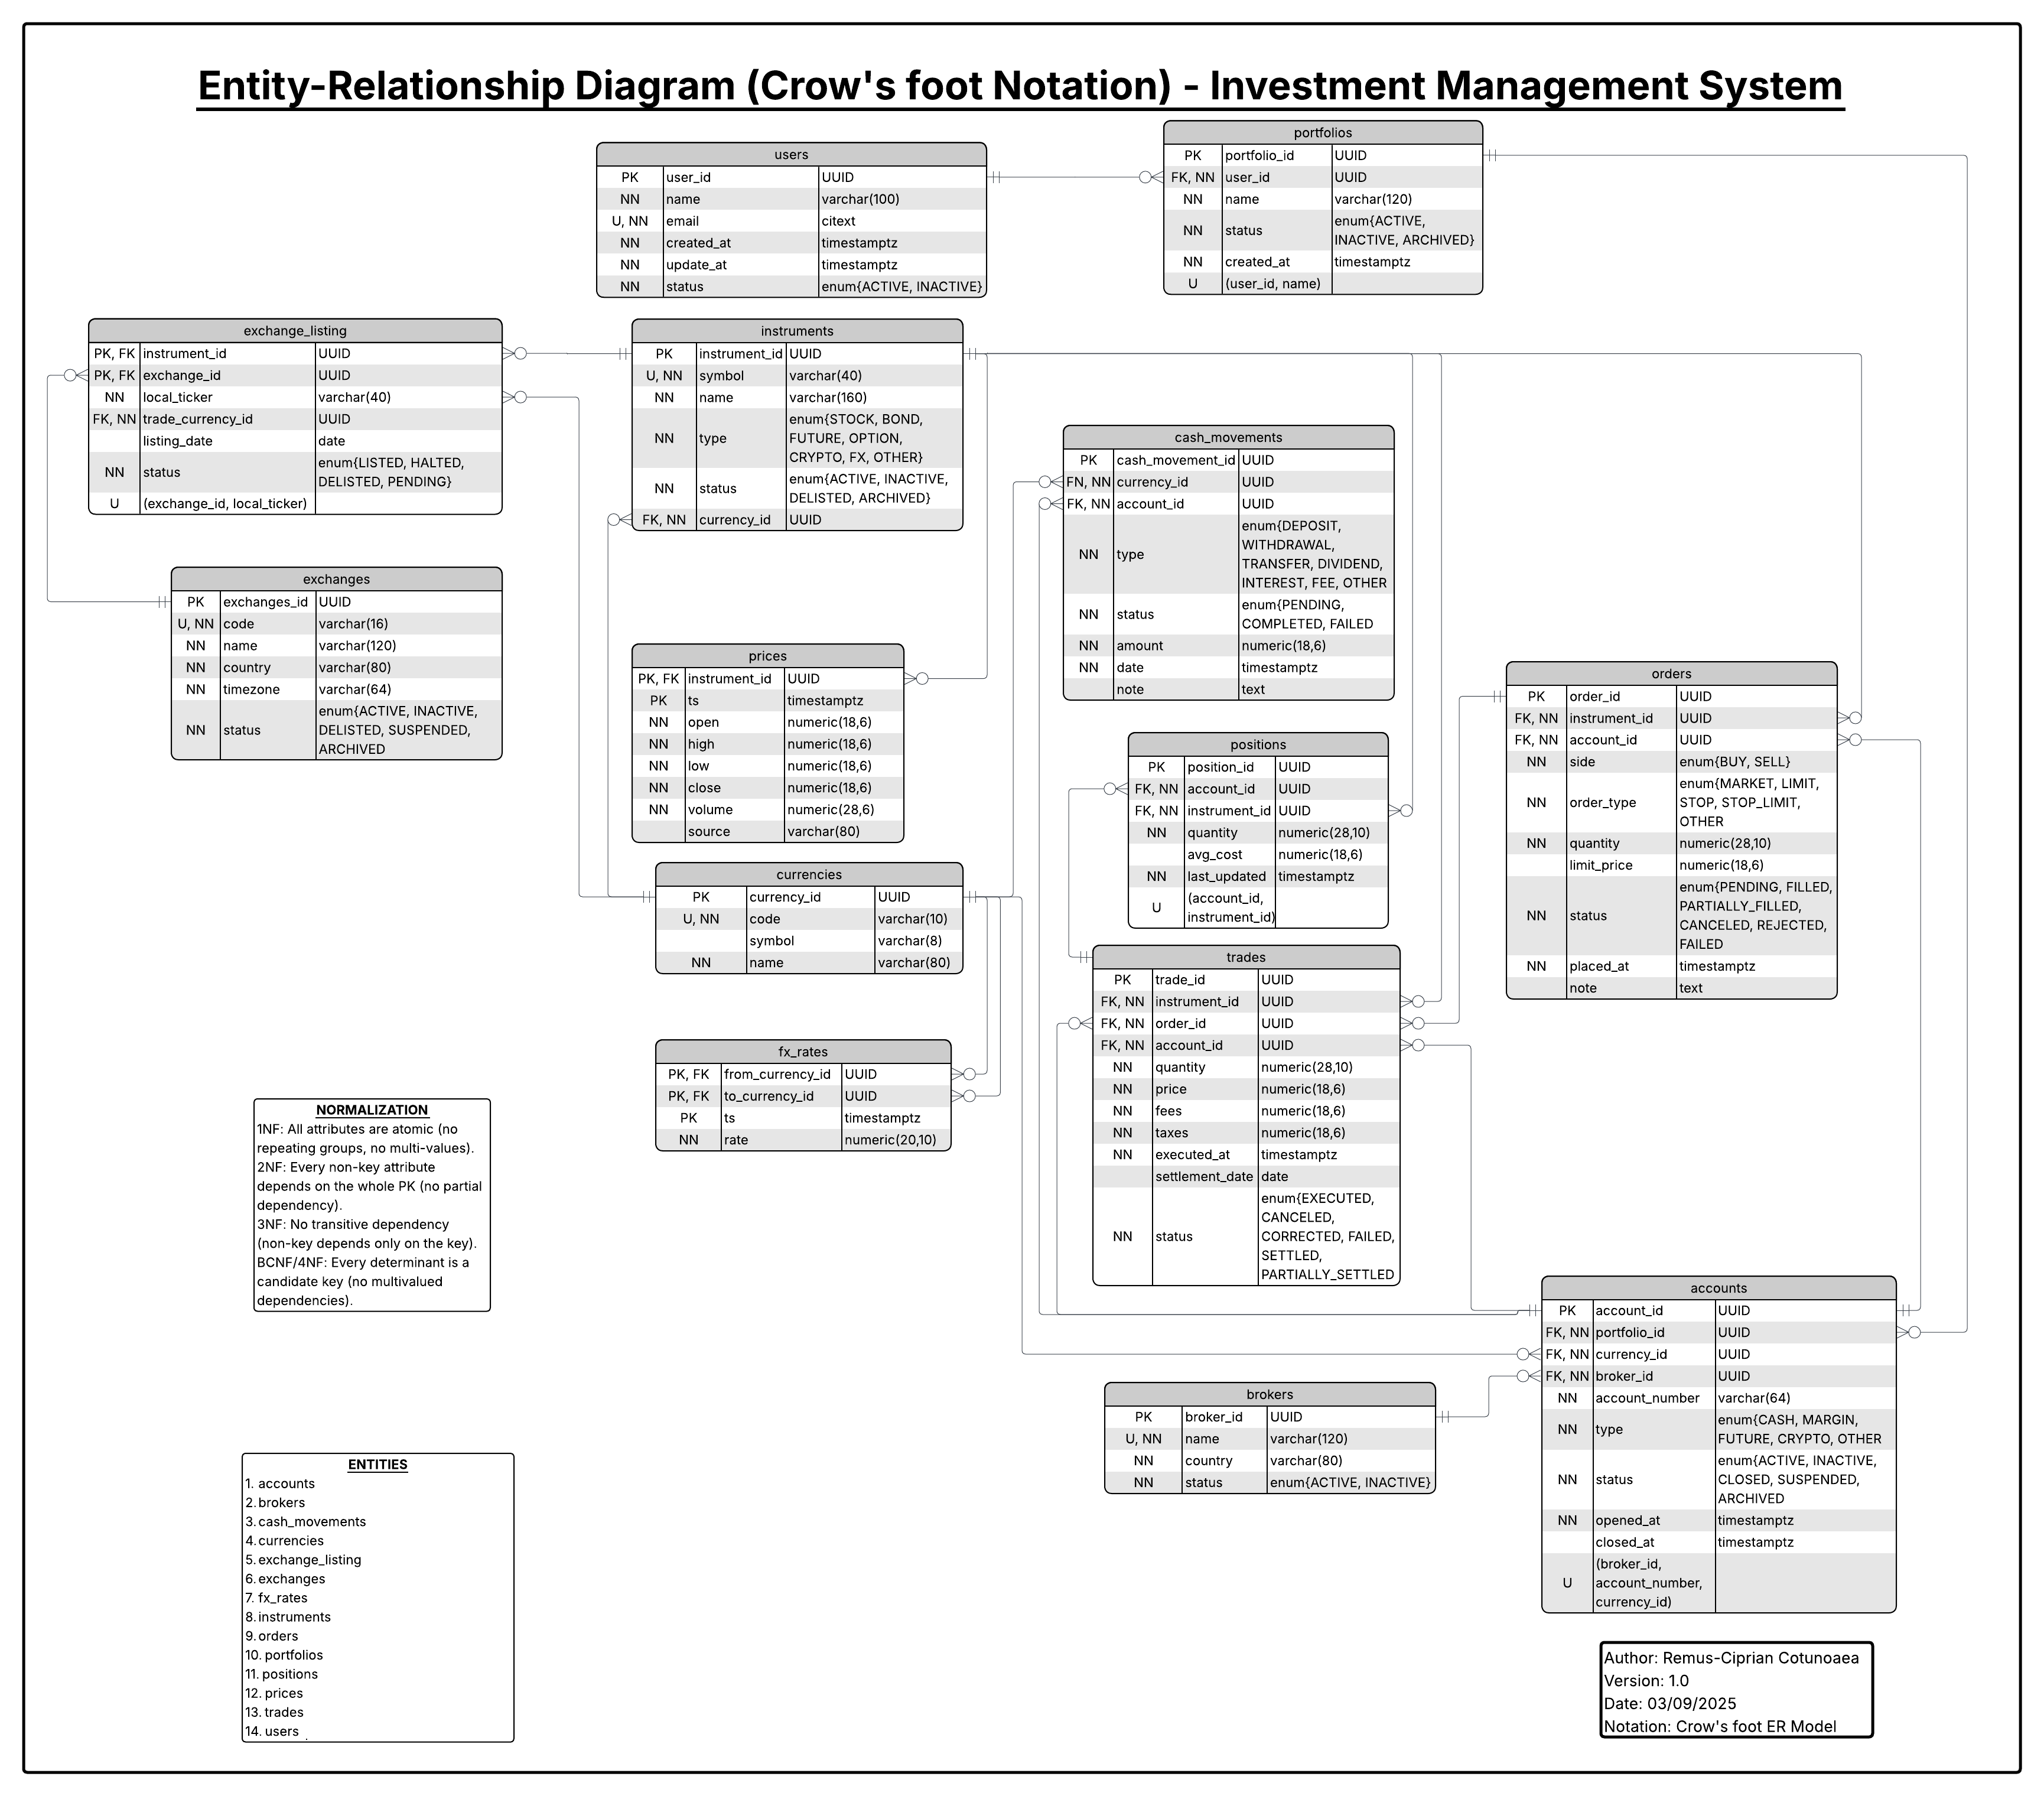 Entity-Relationship Diagram (Crow's foot Notation) - Investment Management System
users
PK user_id UUID
NN name varchar(100)
U, NN email citext
NN created_at timestamptz
NN update_at timestamptz
NN status enum{ACTIVE, INACTIVE}
portfolios
PK portfolio_id UUID
FK, NN user_id UUID
NN name varchar(120)
NN status enum{ACTIVE,
INACTIVE, ARCHIVED}
NN created_at timestamptz
U (user_id, name)
exchange_listing
PK, FK instrument_id UUID
PK, FK exchange_id UUID
NN local_ticker varchar(40)
FK, NN trade_currency_id UUID
listing_date date
NN status enum{LISTED, HALTED,
DELISTED, PENDING}
U (exchange_id, local_ticker)
instruments
PK instrument_id UUID
U, NN symbol varchar(40)
NN name varchar(160)
NN type enum{STOCK, BOND,
FUTURE, OPTION,
CRYPTO, FX, OTHER}
NN status enum{ACTIVE, INACTIVE,
DELISTED, ARCHIVED}
FK, NN currency_id UUID
cash_movements
PK cash_movement_id UUID
FN, NN currency_id UUID
FK, NN account_id UUID
NN type enum{DEPOSIT,
WITHDRAWAL,
TRANSFER, DIVIDEND,
INTEREST, FEE, OTHER
NN status enum{PENDING,
COMPLETED, FAILED
NN amount numeric(18,6)
NN date timestamptz
note text
exchanges
PK exchanges_id UUID
U, NN code varchar(16)
NN name varchar(120)
NN country varchar(80)
NN timezone varchar(64)
NN status enum{ACTIVE, INACTIVE,
DELISTED, SUSPENDED,
ARCHIVED
prices
PK, FK instrument_id UUID
PK ts timestamptz
NN open numeric(18,6)
NN high numeric(18,6)
NN low numeric(18,6)
NN close numeric(18,6)
NN volume numeric(28,6)
source varchar(80)
orders
PK order_id UUID
FK, NN instrument_id UUID
FK, NN account_id UUID
NN side enum{BUY, SELL}
NN order_type enum{MARKET, LIMIT,
STOP, STOP_LIMIT,
OTHER
NN quantity numeric(28,10)
limit_price numeric(18,6)
NN status enum{PENDING, FILLED,
PARTIALLY_FILLED,
CANCELED, REJECTED,
FAILED
NN placed_at timestamptz
note text
positions
PK position_id UUID
FK, NN account_id UUID
FK, NN instrument_id UUID
NN quantity numeric(28,10)
avg_cost numeric(18,6)
NN last_updated timestamptz
U (account_id,
instrument_id)
currencies
PK currency_id UUID
U, NN code varchar(10)
symbol varchar(8)
NN name varchar(80)
trades
PK trade_id UUID
FK, NN instrument_id UUID
FK, NN order_id UUID
FK, NN account_id UUID
NN quantity numeric(28,10)
NN price numeric(18,6)
NN fees numeric(18,6)
NN taxes numeric(18,6)
NN executed_at timestamptz
settlement_date date
NN status enum{EXECUTED,
CANCELED,
CORRECTED, FAILED,
SETTLED,
PARTIALLY_SETTLED
fx_rates
PK, FK from_currency_id UUID
PK, FK to_currency_id UUID
PK ts timestamptz
NN rate numeric(20,10)
NORMALIZATION
1NF: All attributes are atomic (no
repeating groups, no multi-values).
2NF: Every non-key attribute
depends on the whole PK (no partial
dependency).
3NF: No transitive dependency
(non-key depends only on the key).
BCNF/4NF: Every determinant is a
candidate key (no multivalued
dependencies).
accounts
PK account_id UUID
FK, NN portfolio_id UUID
FK, NN currency_id UUID
FK, NN broker_id UUID
NN account_number varchar(64)
NN type enum{CASH, MARGIN,
FUTURE, CRYPTO, OTHER
NN status enum{ACTIVE, INACTIVE,
CLOSED, SUSPENDED,
ARCHIVED
NN opened_at timestamptz
closed_at timestamptz
U (broker_id,
account_number,
currency_id)
brokers
PK broker_id UUID
U, NN name varchar(120)
NN country varchar(80)
NN status enum{ACTIVE, INACTIVE}
ENTITIES
1. accounts
2. brokers
3. cash_movements
4. currencies
5. exchange_listing
6. exchanges
7. fx_rates
8. instruments
9. orders
10. portfolios
11. positions
12. prices
13. trades
14. users
Author: Remus-Ciprian Cotunoaea
Version: 1.0
Date: 03/09/2025
Notation: Crow's foot ER Model